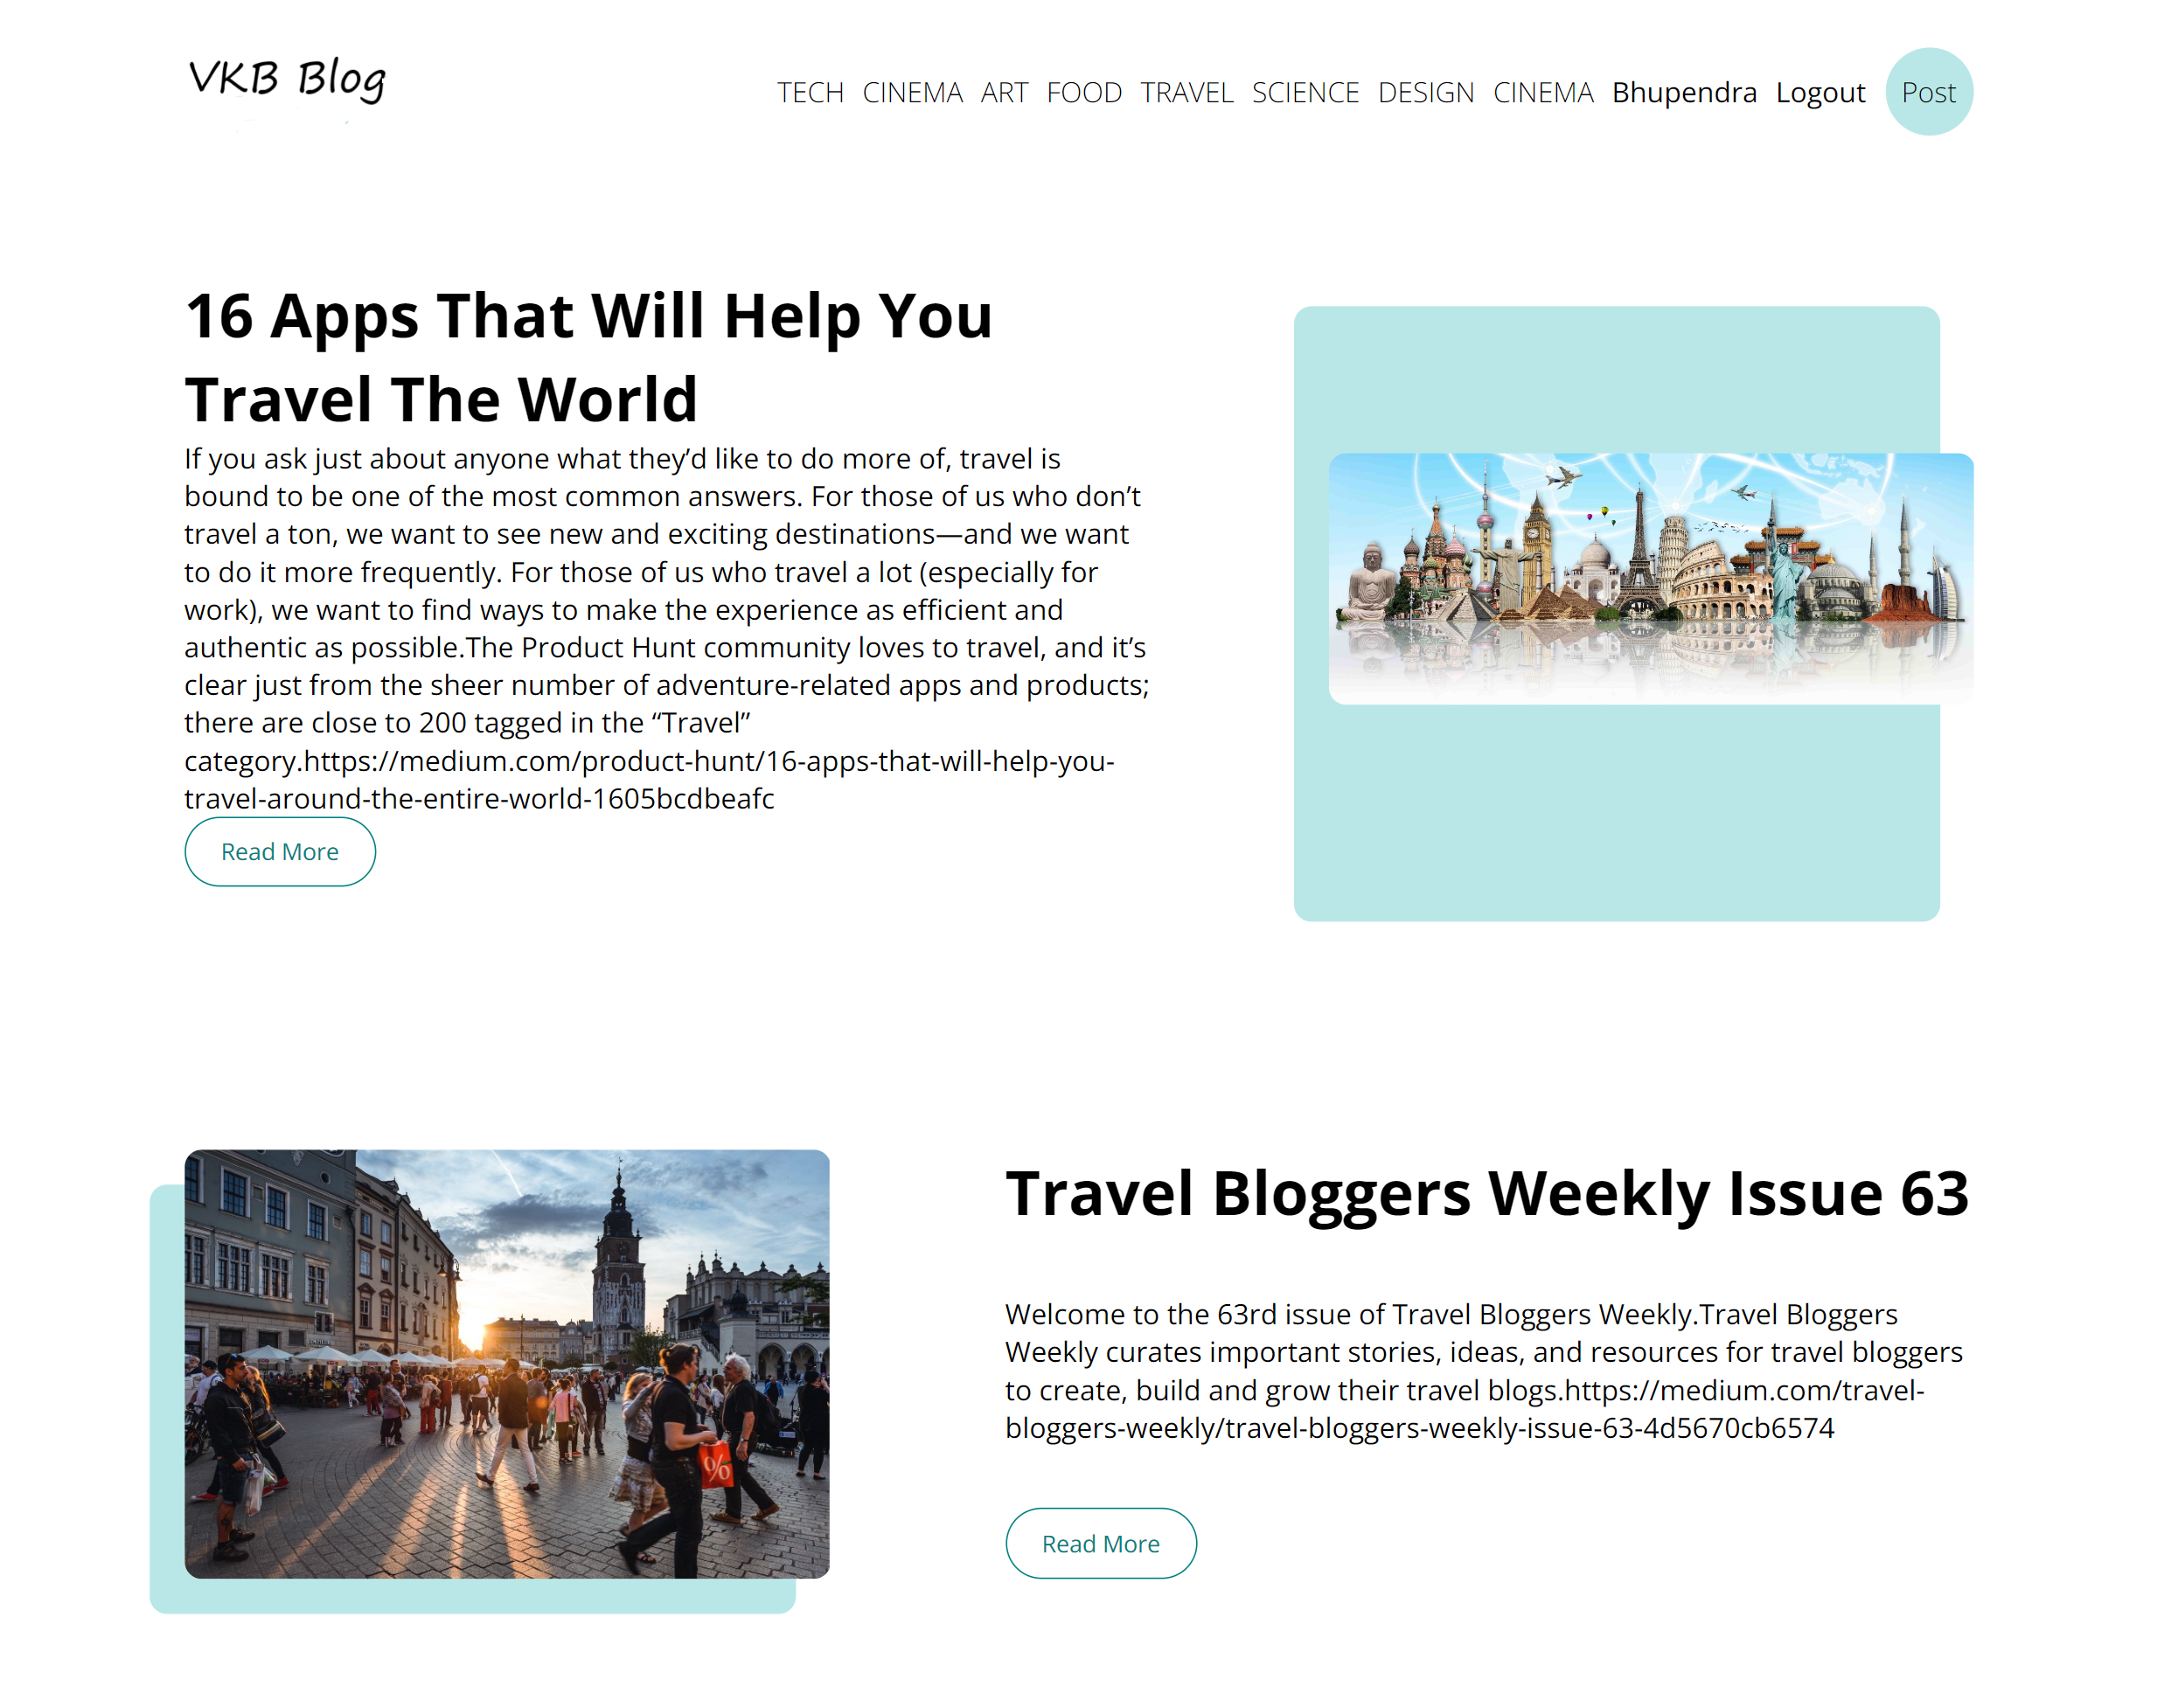 VKB Blog
TECH CINEMA ART FOOD TRAVEL SCIENCE DESIGN CINEMA Bhupendra Logout Post
16 Apps That Will Help You
Travel The World
If you ask just about anyone what they’d like to do more of, travel is
bound to be one of the most common answers. For those of us who don’t
travel a ton, we want to see new and exciting destinations—and we want
to do it more frequently. For those of us who travel a lot (especially for
work), we want to find ways to make the experience as efficient and
authentic as possible.The Product Hunt community loves to travel, and it’s
clear just from the sheer number of adventure-related apps and products;
there are close to 200 tagged in the “Travel”
category.https://medium.com/product-hunt/16-apps-that-will-help-you-
travel-around-the-entire-world-1605bcdbeafc
Read More
Travel Bloggers Weekly Issue 63
Welcome to the 63rd issue of Travel Bloggers Weekly.Travel Bloggers
Weekly curates important stories, ideas, and resources for travel bloggers
to create, build and grow their travel blogs.https://medium.com/travel-
bloggers-weekly/travel-bloggers-weekly-issue-63-4d5670cb6574
%
Read More